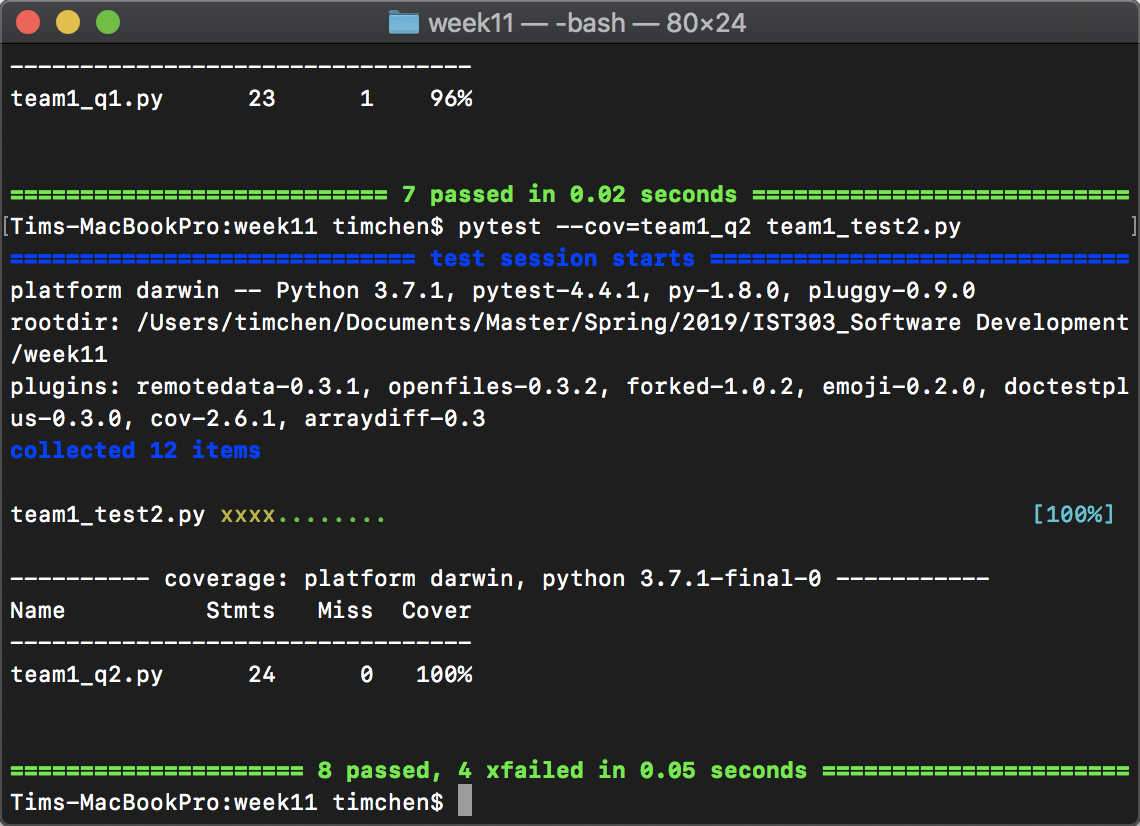 week11 — -bash — 80×24
---------------------------------
team1_q1.py      23      1    96%
=========================== 7 passed in 0.02 seconds ===========================
[Tims-MacBookPro:week11 timchen$ pytest --cov=team1_q2 team1_test2.py ]
============================= test session starts ==============================
platform darwin -- Python 3.7.1, pytest-4.4.1, py-1.8.0, pluggy-0.9.0
rootdir: /Users/timchen/Documents/Master/Spring/2019/IST303_Software Development
/week11
plugins: remotedata-0.3.1, openfiles-0.3.2, forked-1.0.2, emoji-0.2.0, doctestpl
us-0.3.0, cov-2.6.1, arraydiff-0.3
collected 12 items
team1_test2.py xxxx........                                              [100%]
---------- coverage: platform darwin, python 3.7.1-final-0 -----------
Name          Stmts   Miss  Cover
---------------------------------
team1_q2.py      24      0   100%
===================== 8 passed, 4 xfailed in 0.05 seconds ======================
Tims-MacBookPro:week11 timchen$